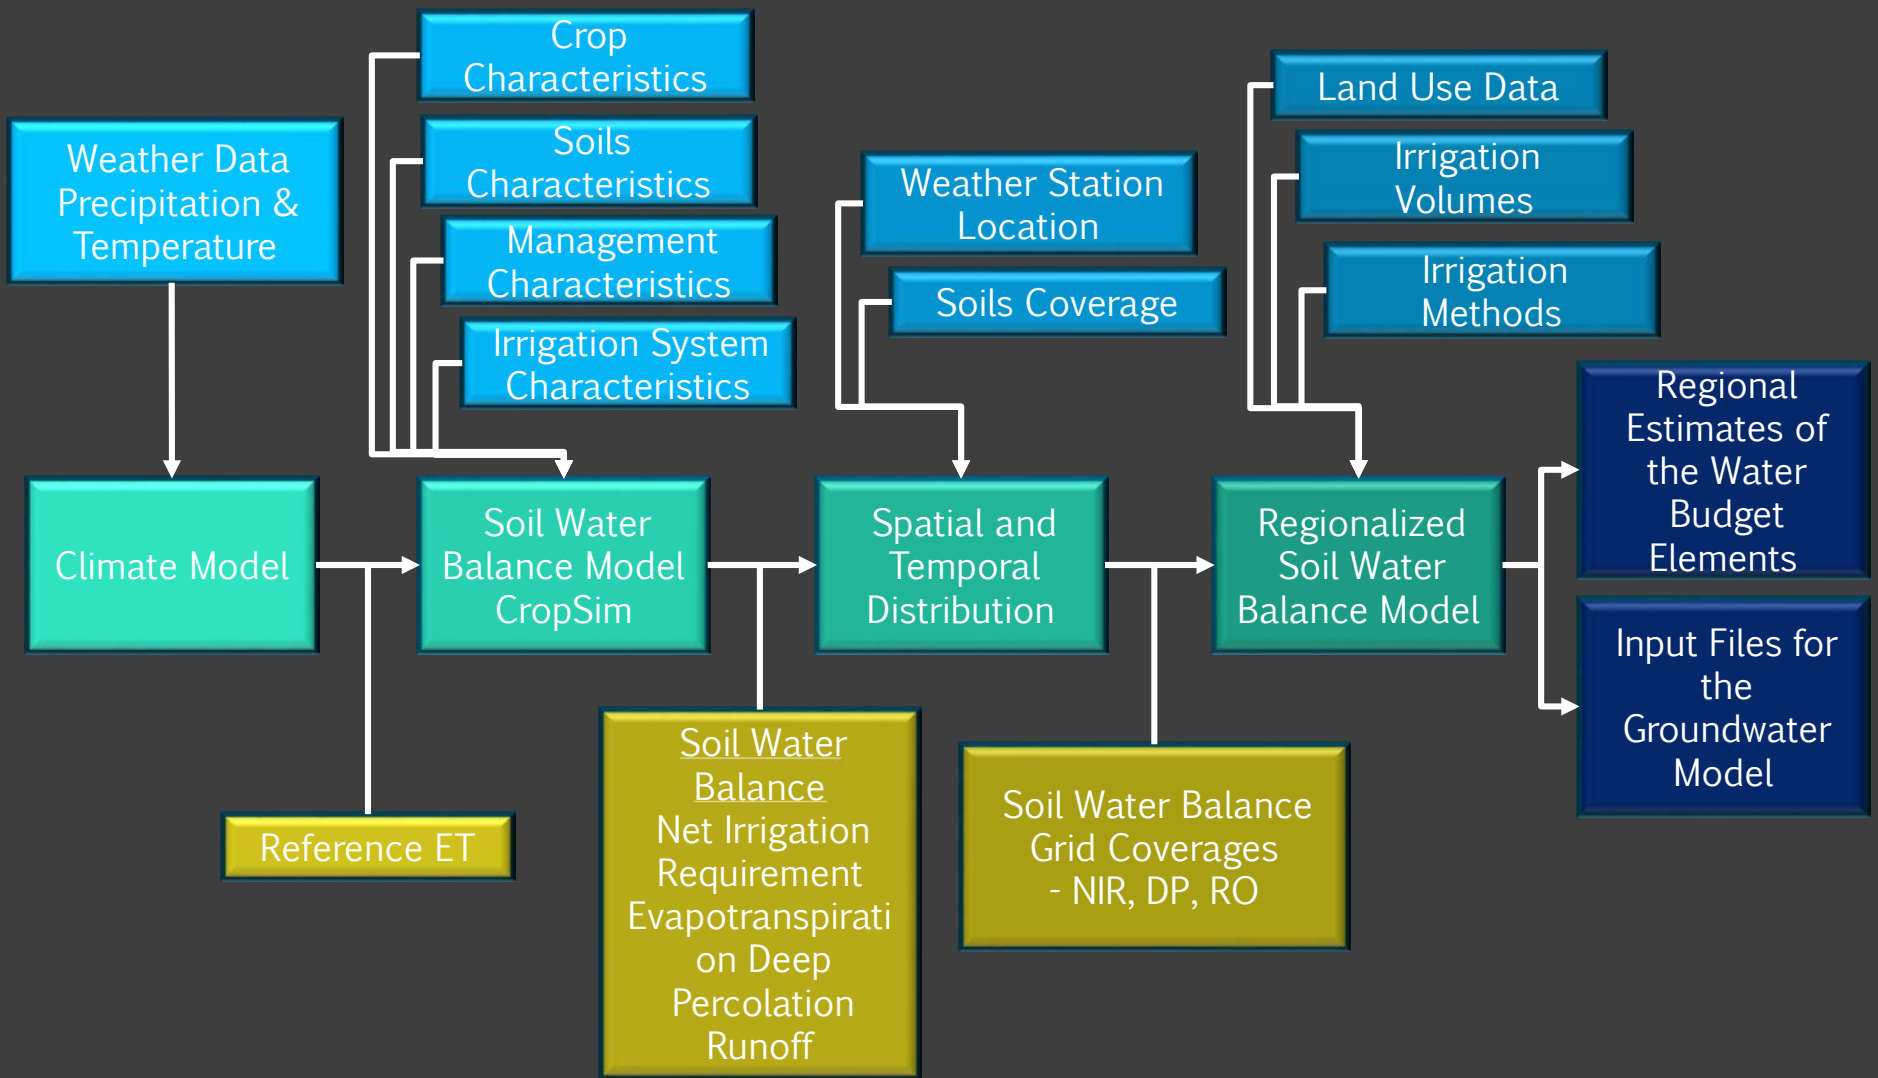 Crop
Characteristics
Soils
Characteristics
Management
Characteristics
Irrigation System
Characteristics
Weather Data
Precipitation &
Temperature
Weather Station
Location
Soils Coverage
Land Use Data
Irrigation
Volumes
Irrigation
Methods
Climate Model
Soil Water
Balance Model
CropSim
Spatial and
Temporal
Distribution
Regionalized
Soil Water
Balance Model
Regional
Estimates of
the Water
Budget
Elements
Input Files for
the
Groundwater
Model
Reference ET
Soil Water
Balance
Net Irrigation
Requirement
Evapotranspirati
on Deep
Percolation
Runoff
Soil Water Balance
Grid Coverages
- NIR, DP, RO